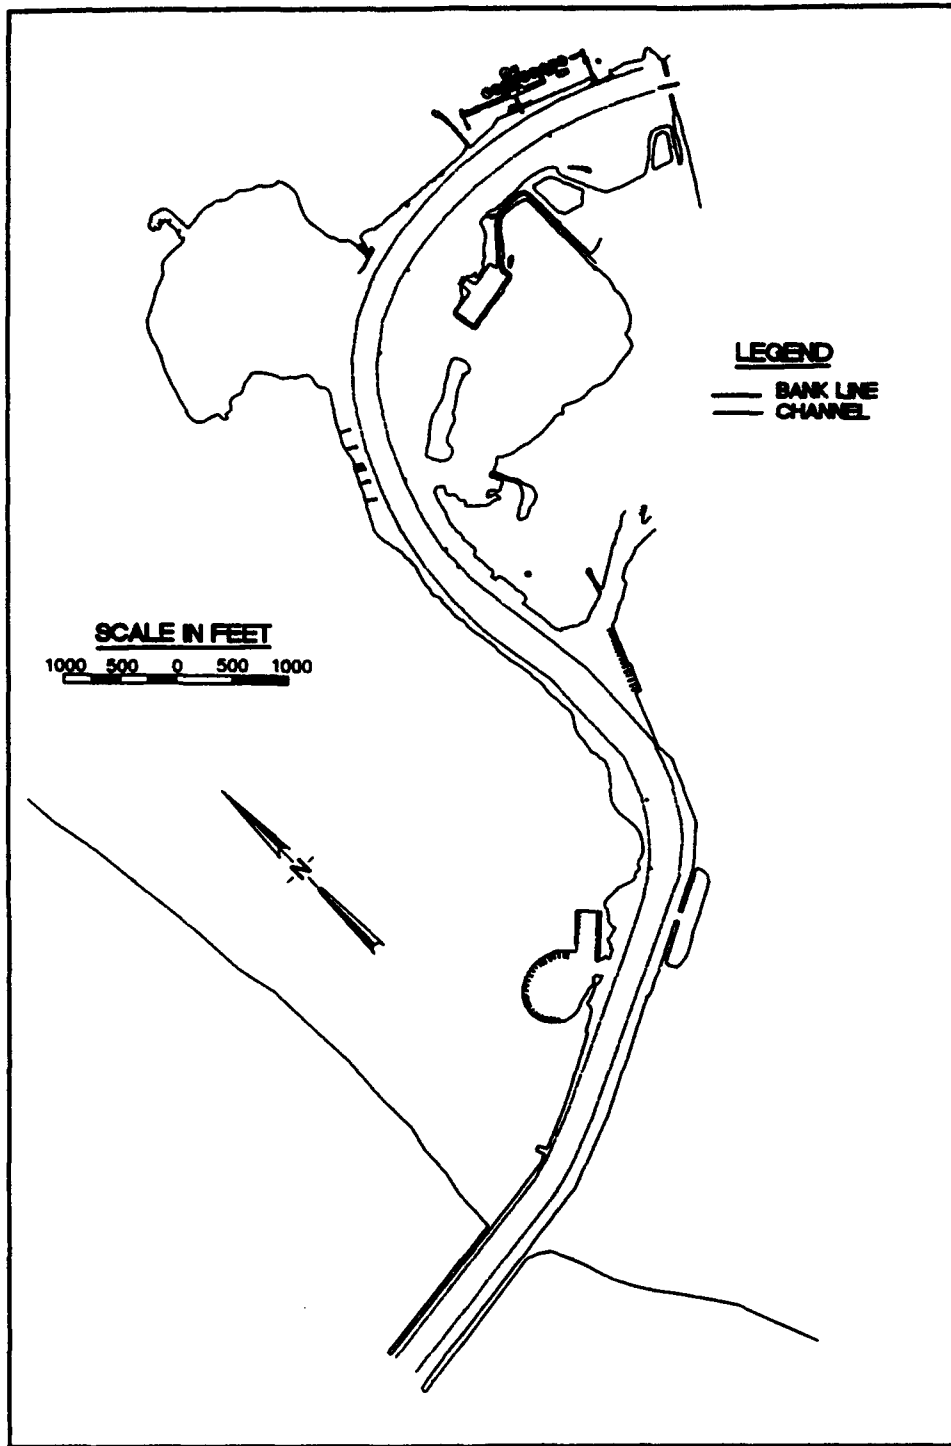 LEGEND
BANK LINE
CHANNEL
SCALE IN FEET
1000 500 0 500 1000
N